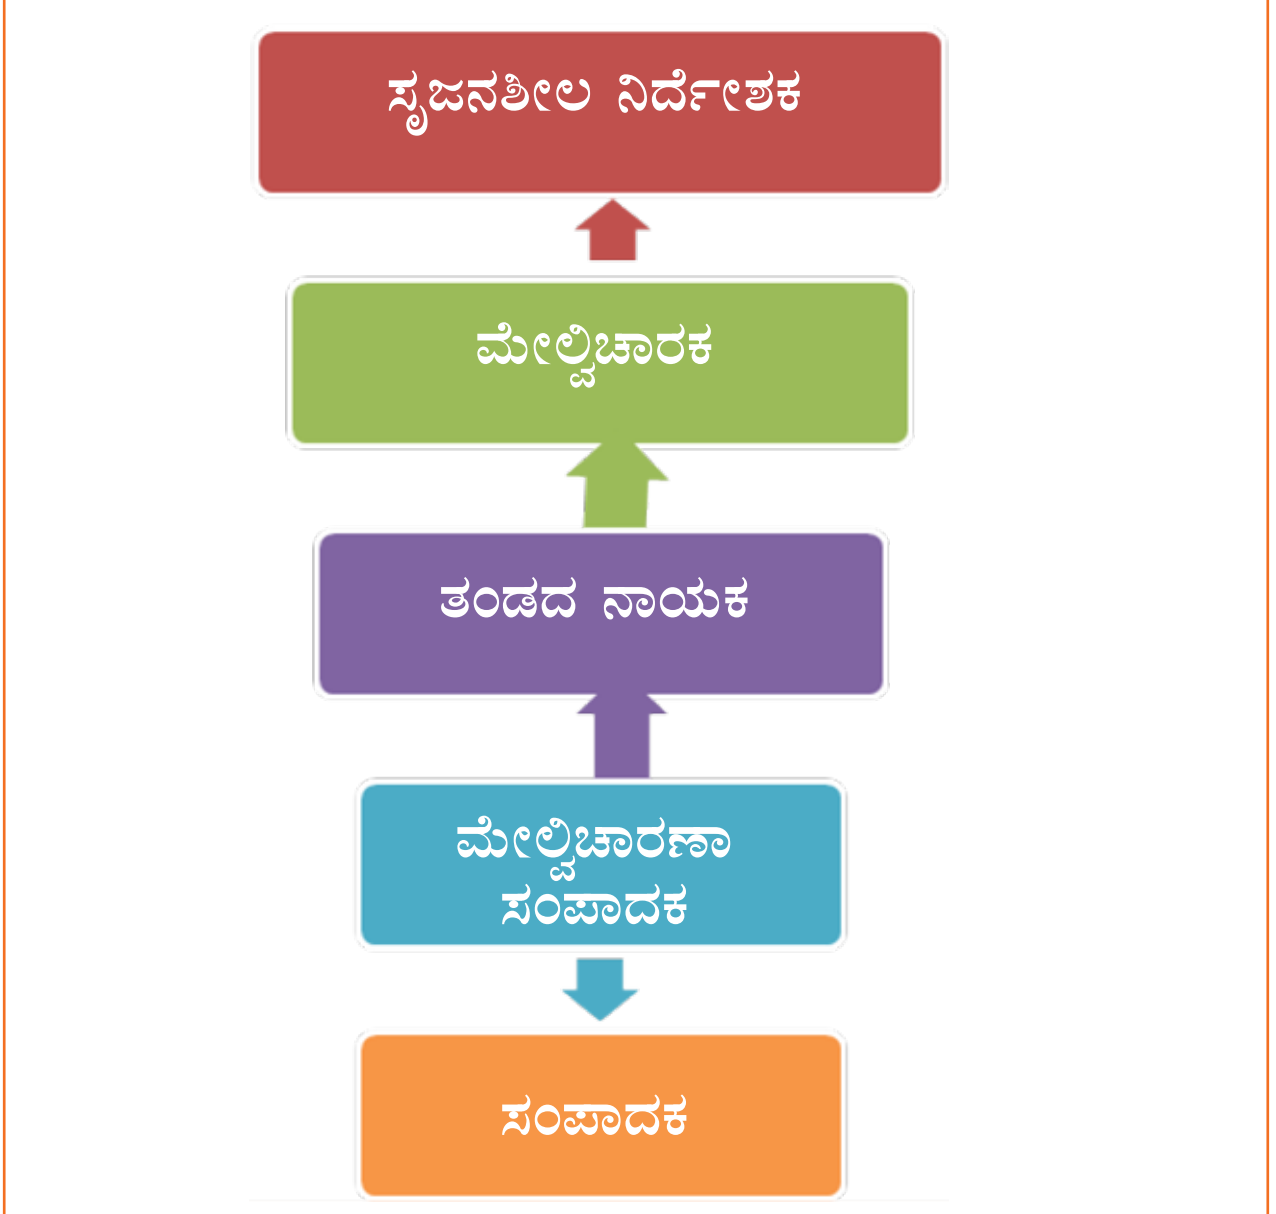 ಸೃಜನಶೀಲ ನಿರ್ದೇಶಕ
ಮೇಲ್ವಿಚಾರಕ
ತಂಡದ ನಾಯಕ
ಮೇಲ್ವಿಚಾರಣಾ
ಸಂಪಾದಕ
ಸಂಪಾದಕ